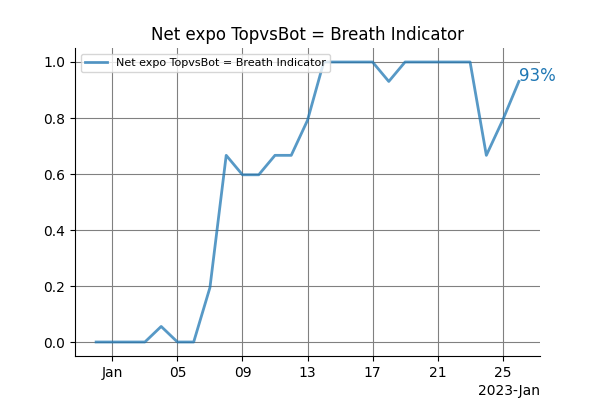 Net expo TopvsBot = Breath Indicator
Net expo TopvsBot = Breath Indicator
93%
1.0
0.8
0.6
0.4
0.2
0.0
Jan 05 09 13 17 21 25
2023-Jan